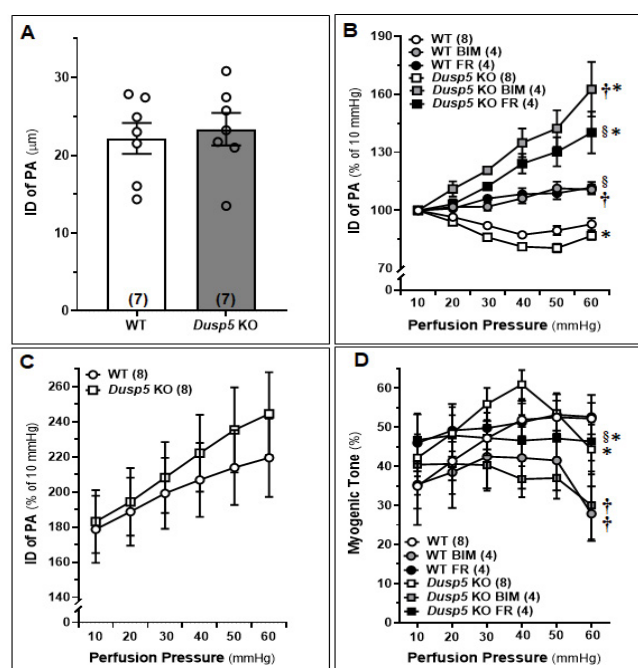 A
ID of PA (µm)
30
20
10
0
(7)
(7)
WT
Dusp5 KO
B
WT (8)
WT BIM (4)
WT FR (4)
Dusp5 KO (8)
Dusp5 KO BIM (4)
Dusp5 KO FR (4)
ID of PA (% of 10 mmHg)
190
160
130
100
70
0
†*
§*
§
†
*
10 20 30 40 50 60
Perfusion Pressure (mmHg)
C
WT (8)
Dusp5 KO (8)
ID of PA (% of 10 mmHg)
260
240
220
200
180
160
0
10 20 30 40 50 60
Perfusion Pressure (mmHg)
D
Myogenic Tone (%)
60
50
40
30
20
10
0
§*
*
†
†
WT (8)
WT BIM (4)
WT FR (4)
Dusp5 KO (8)
Dusp5 KO BIM (4)
Dusp5 KO FR (4)
10 20 30 40 50 60
Perfusion Pressure (mmHg)